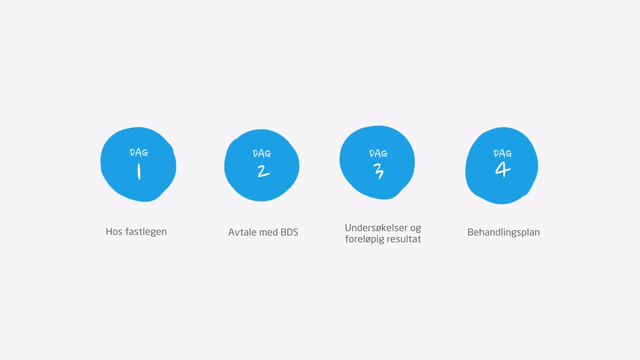 DAG
1
Hos fastlegen
DAG
2
Avtale med BDS
DAG
3
Undersøkelser og
foreløpig resultat
DAG
4
Behandlingsplan